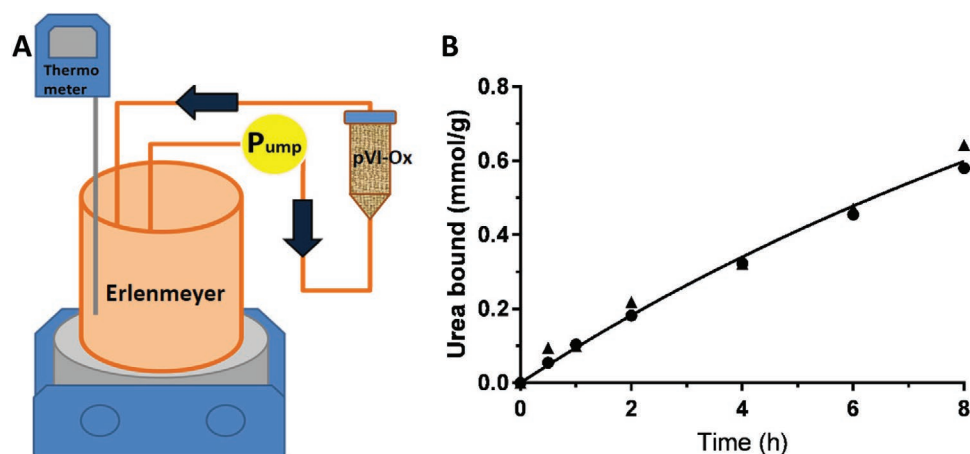 A
Thermo
meter
Pump
pVI-Ox
Erlenmeyer
B
Urea bound (mmol/g)
0.8
0.6
0.4
0.2
0.0
0
2
4
6
8
Time (h)